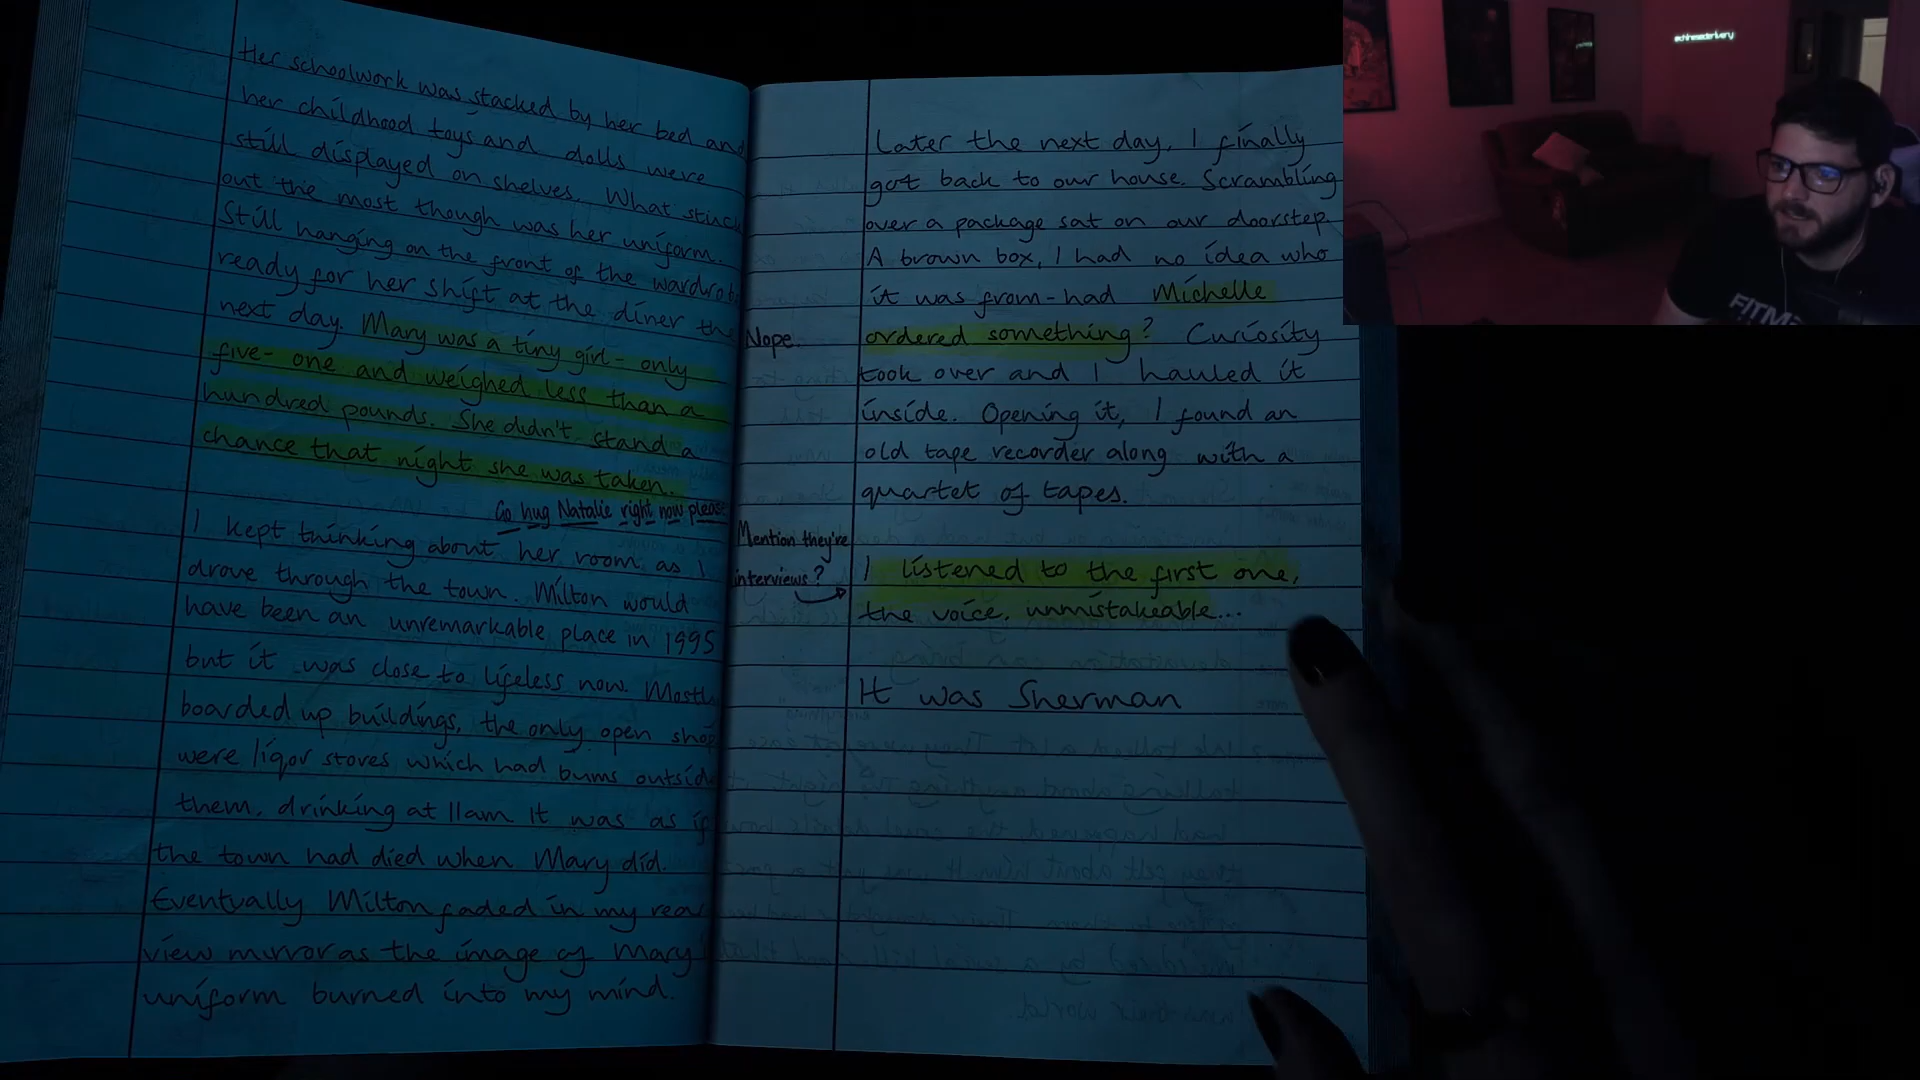 Her schoolwork was stacked by her bed and
her childhood toys and dolls were
still displayed on shelves. What stuck
out the most though was her uniform.
Still hanging on the front of the wardrobe
ready for her shift at the diner the
next day. Mary was a tiny girl - only
five-one and weighed less than a
hundred pounds. She didn't stand a
chance that night she was taken.
Go hug Natalie right now please
I kept thinking about her room as I
drove through the town. Milton would
have been an unremarkable place in 1995
but it was close to lifeless now. Mostly
boarded up buildings, the only open shop
were liqor stores which had bums outside
them, drinking at 11am It was as if
the town had died when Mary did.
Eventually Milton faded in my rear
view mirror as the image of Mary's
uniform burned into my mind.
Later the next day, I finally
got back to our house. Scrambling
over a package sat on our doorstep
A brown box, I had no idea who
it was from - had Michelle
Nope.
ordered something? Curiosity
took over and I hauled it
inside. Opening it, I found an
old tape recorder along with a
quartet of tapes.
Mention they're
interviews?
I listened to the first one,
the voice, unmistakeable...
It was Sherman
FITM